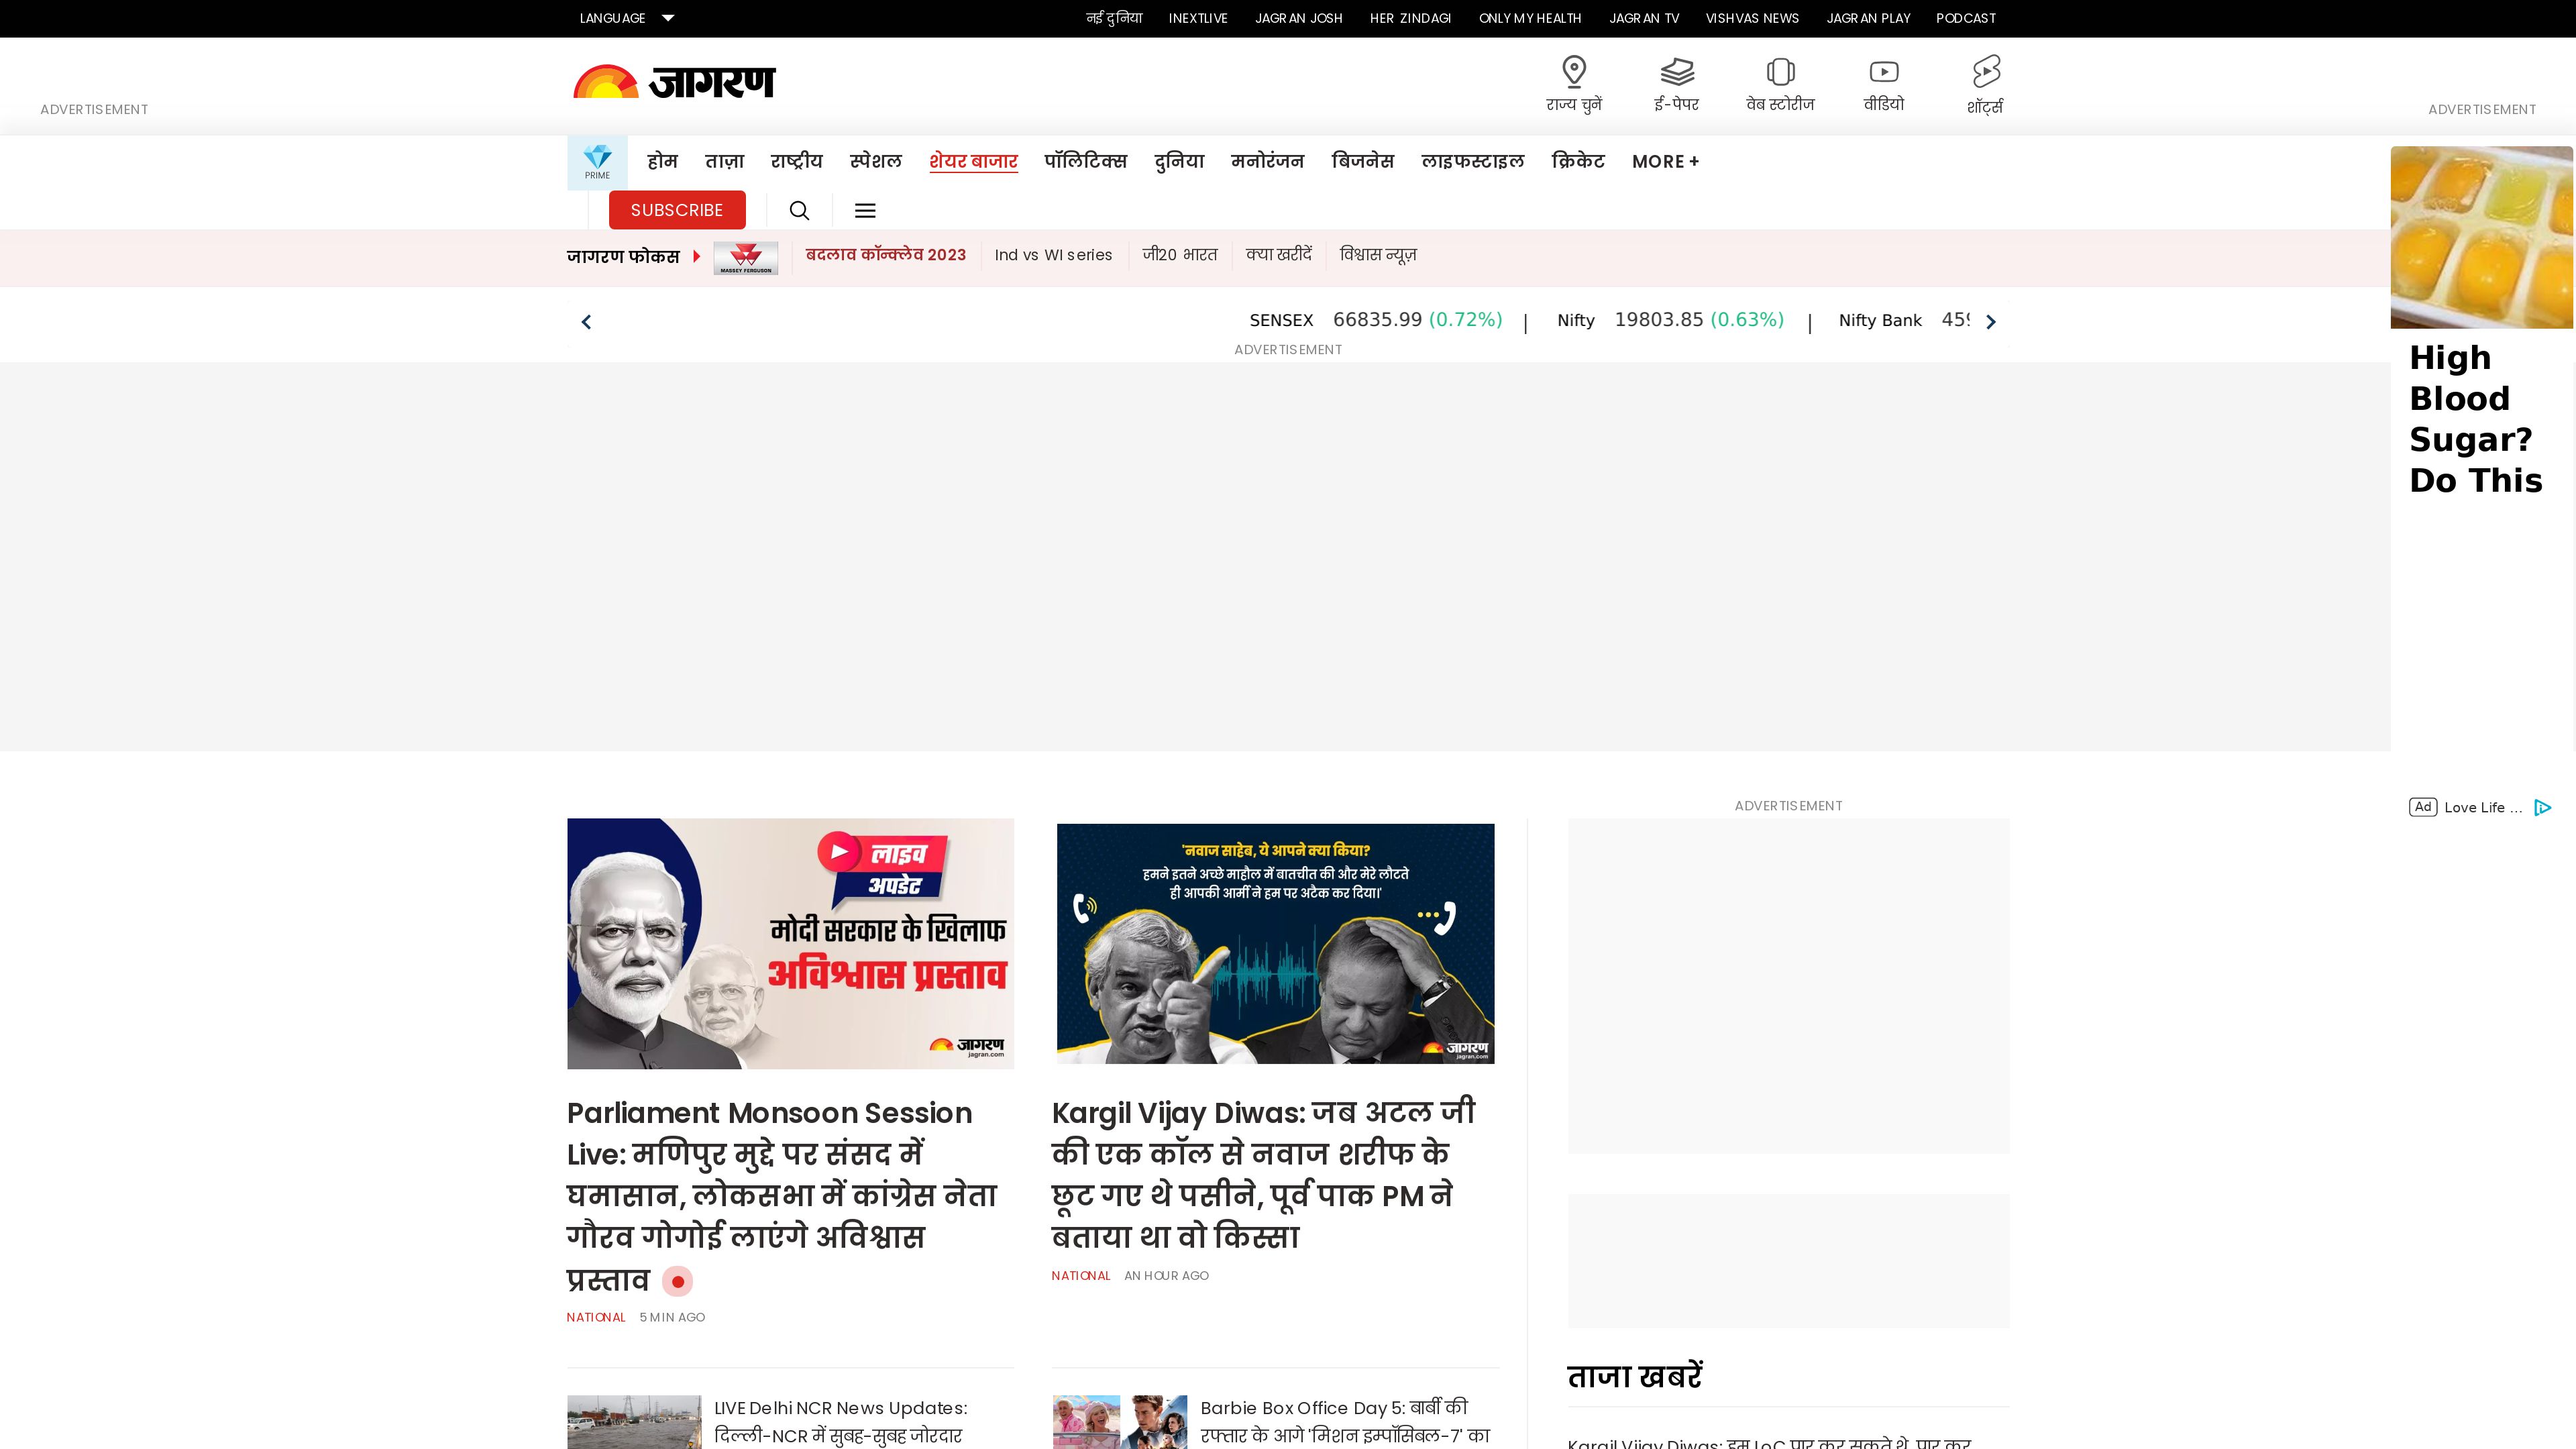 LANGUAGE
नई दुनिया INEXTLIVE JAGRAN JOSH HER ZINDAGI ONLY MY HEALTH JAGRAN TV VISHVAS NEWS JAGRAN PLAY PODCAST
जागरण
राज्य चुनें ई-पेपर वेब स्टोरीज वीडियो शॉर्ट्स
ADVERTISEMENT
ADVERTISEMENT
PRIME
होम ताज़ा राष्ट्रीय स्पेशल शेयर बाजार पॉलिटिक्स दुनिया मनोरंजन बिजनेस लाइफस्टाइल क्रिकेट MORE +
SUBSCRIBE
जागरण फोकस MASSEY FERGUSON बदलाव कॉन्क्लेव 2023 Ind vs WI series जी20 भारत क्या खरीदें विश्वास न्यूज़
SENSEX 66835.99 (0.72%) | Nifty 19803.85 (0.63%) | Nifty Bank 459
ADVERTISEMENT
High
Blood
Sugar?
Do This
Ad Love Life ...
ADVERTISEMENT
लाइव
अपडेट
मोदी सरकार के खिलाफ
अविश्वास प्रस्ताव
जागरण
jagran.com
Parliament Monsoon Session
Live: मणिपुर मुद्दे पर संसद में
घमासान, लोकसभा में कांग्रेस नेता
गौरव गोगोई लाएंगे अविश्वास
प्रस्ताव
NATIONAL 5 MIN AGO
'नवाज साहेब, ये आपने क्या किया?
हमने इतने अच्छे माहौल में बातचीत की और मेरे लौटते
ही आपकी आर्मी ने हम पर अटैक कर दिया।'
जागरण
jagran.com
Kargil Vijay Diwas: जब अटल जी
की एक कॉल से नवाज शरीफ के
छूट गए थे पसीने, पूर्व पाक PM ने
बताया था वो किस्सा
NATIONAL AN HOUR AGO
LIVE Delhi NCR News Updates:
दिल्ली-NCR में सुबह-सुबह जोरदार
Barbie Box Office Day 5: बार्बी की
रफ्तार के आगे 'मिशन इम्पॉसिबल-7' का
ताजा खबरें
Kargil Vijay Diwas: हम LoC पार कर सकते थे, पार कर